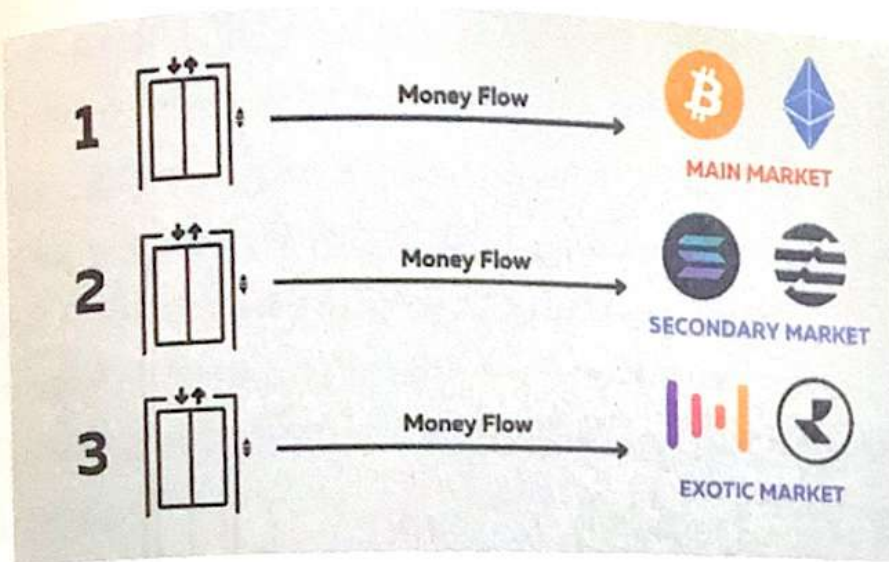 1
Money Flow
MAIN MARKET
2
Money Flow
SECONDARY MARKET
3
Money Flow
EXOTIC MARKET